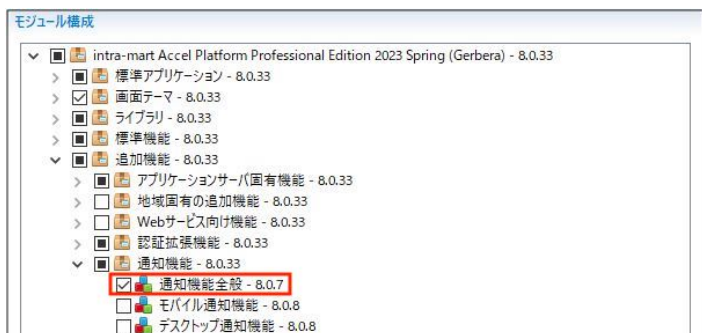 モジュール構成
intra-mart Accel Platform Professional Edition 2023 Spring (Gerbera) - 8.0.33
標準アプリケーション - 8.0.33
画面テーマ - 8.0.33
ライブラリ - 8.0.33
標準機能 - 8.0.33
追加機能 - 8.0.33
アプリケーションサーバ固有機能 - 8.0.33
地域固有の追加機能 - 8.0.33
Webサービス向け機能 - 8.0.33
認証拡張機能 - 8.0.33
通知機能 - 8.0.33
通知機能全般 - 8.0.7
モバイル通知機能 - 8.0.8
デスクトップ通知機能 - 8.0.8